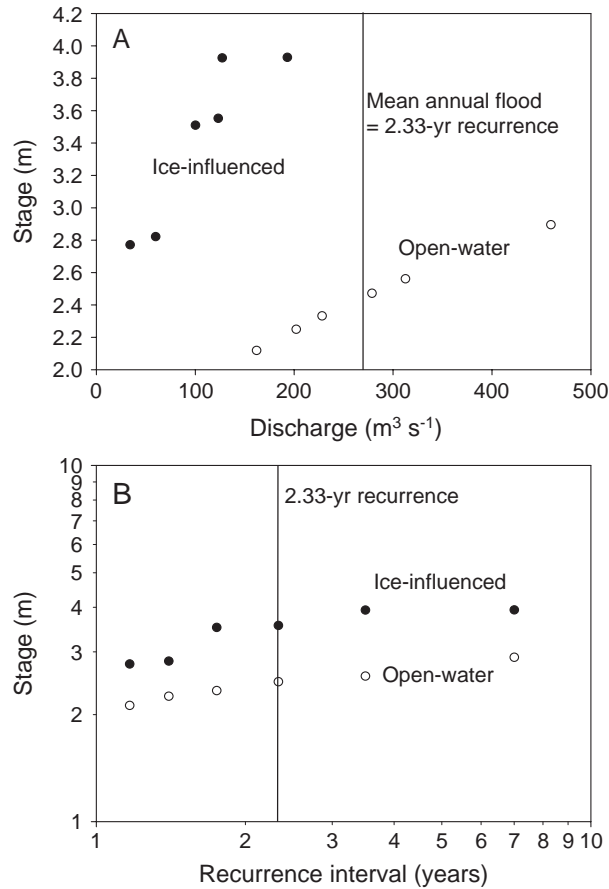 A
4.2
4.0
3.8
3.6
3.4
3.2
3.0
2.8
2.6
2.4
2.2
2.0
Stage (m)
Mean annual flood
= 2.33-yr recurrence
Ice-influenced
Open-water
0 100 200 300 400 500
Discharge (m³ s⁻¹)
B
10
9
8
7
6
5
4
3
2
1
Stage (m)
2.33-yr recurrence
Ice-influenced
Open-water
1 2 3 4 5 6 7 8 9 10
Recurrence interval (years)